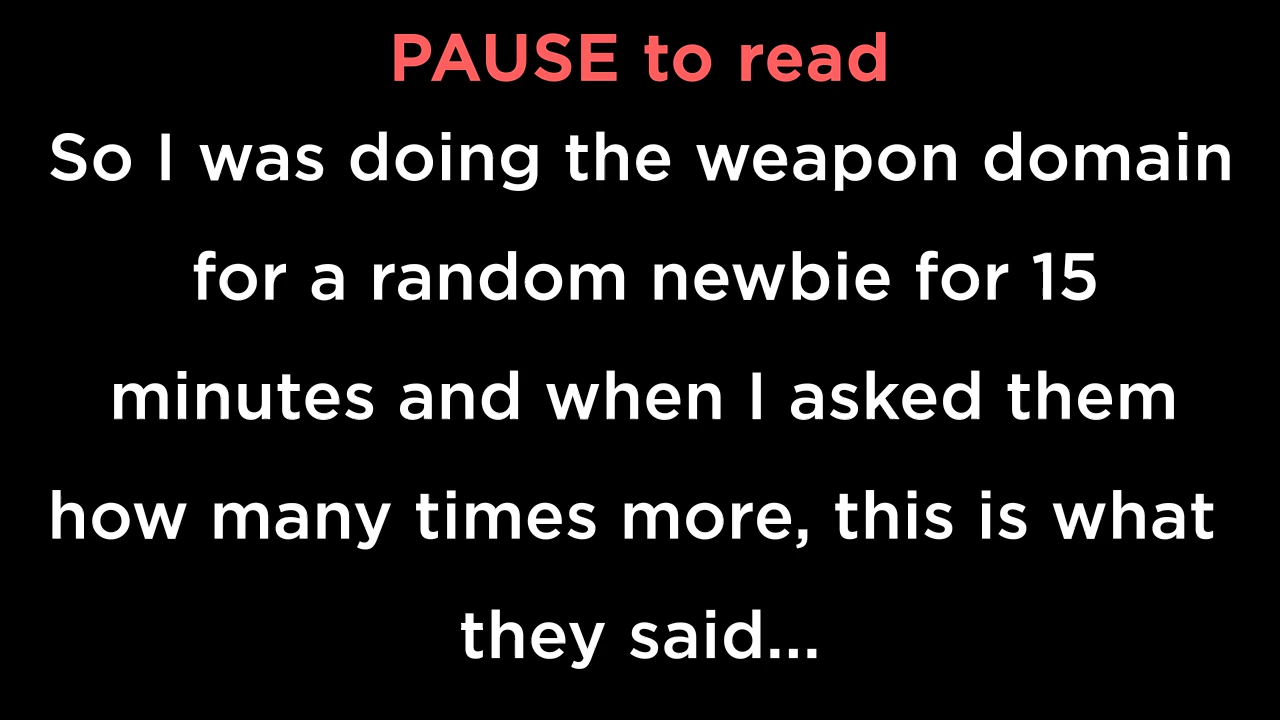 PAUSE to read
So I was doing the weapon domain
for a random newbie for 15
minutes and when I asked them
how many times more, this is what
they said...